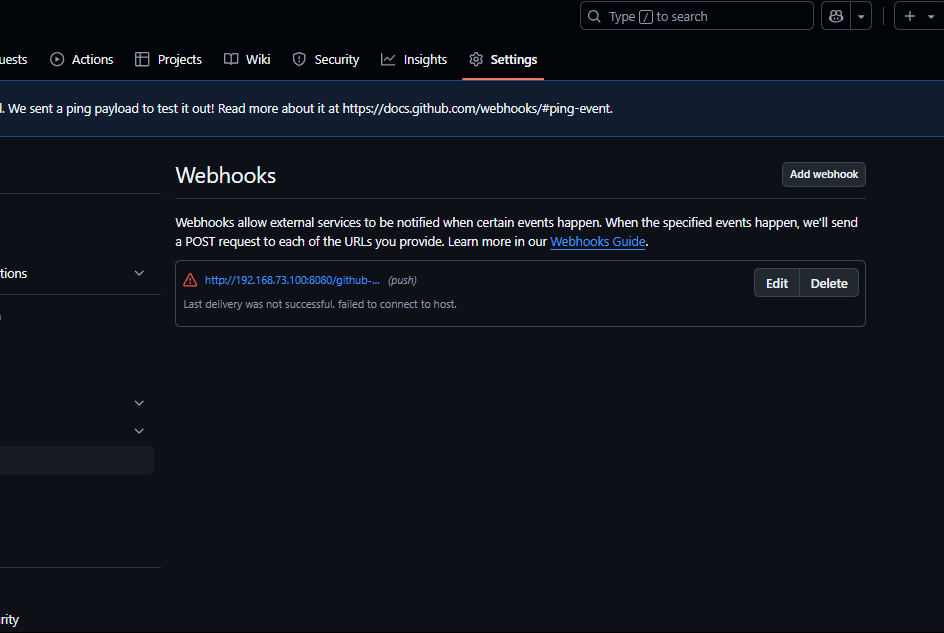 Type / to search
uests Actions Projects Wiki Security Insights Settings
. We sent a ping payload to test it out! Read more about it at https://docs.github.com/webhooks/#ping-event.
Webhooks
Add webhook
Webhooks allow external services to be notified when certain events happen. When the specified events happen, we'll send
a POST request to each of the URLs you provide. Learn more in our Webhooks Guide.
tions
http://192.168.73.100:8080/github-... (push)
Edit Delete
Last delivery was not successful. failed to connect to host.
rity